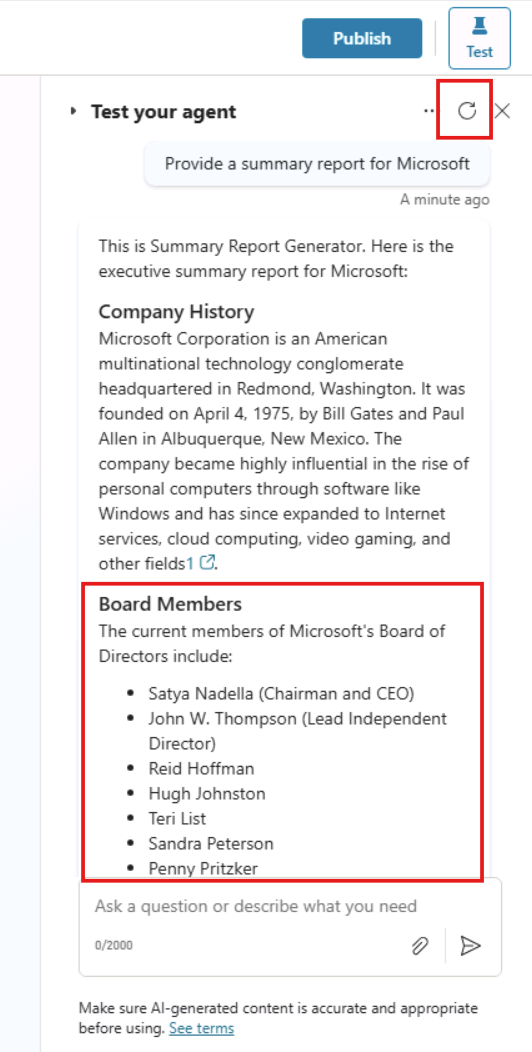 Publish
Test
Test your agent
Provide a summary report for Microsoft
A minute ago
This is Summary Report Generator. Here is the
executive summary report for Microsoft:
Company History
Microsoft Corporation is an American
multinational technology conglomerate
headquartered in Redmond, Washington. It was
founded on April 4, 1975, by Bill Gates and Paul
Allen in Albuquerque, New Mexico. The
company became highly influential in the rise of
personal computers through software like
Windows and has since expanded to Internet
services, cloud computing, video gaming, and
other fields1.
Board Members
The current members of Microsoft's Board of
Directors include:
• Satya Nadella (Chairman and CEO)
• John W. Thompson (Lead Independent
Director)
• Reid Hoffman
• Hugh Johnston
• Teri List
• Sandra Peterson
• Penny Pritzker
Ask a question or describe what you need
0/2000
Make sure AI-generated content is accurate and appropriate
before using. See terms